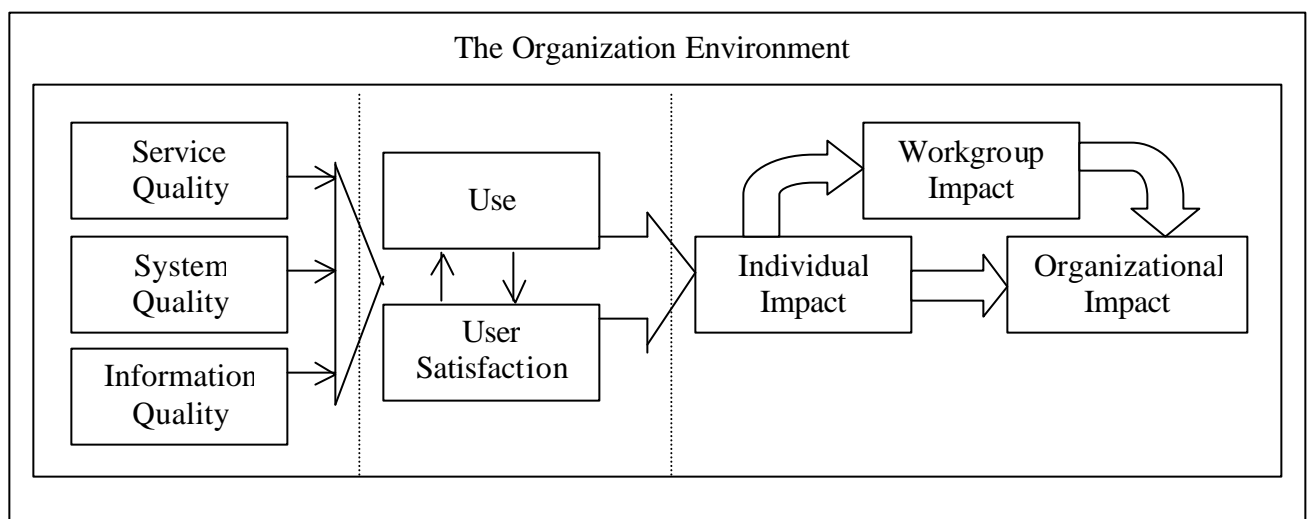 The Organization Environment
Service
Quality
System
Quality
Information
Quality
Use
User
Satisfaction
Individual
Impact
Workgroup
Impact
Organizational
Impact